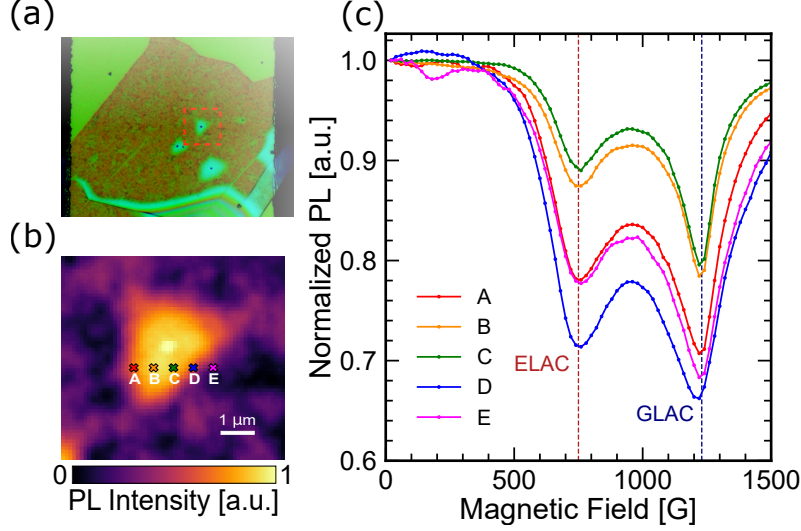 (a)
(b)
A B C D E
1 μm
0 1
PL Intensity [a.u.]
(c)
Normalized PL [a.u.]
1.0
0.9
0.8
0.7
0.6
A
B
C
D
E
ELAC
GLAC
0 500 1000 1500
Magnetic Field [G]